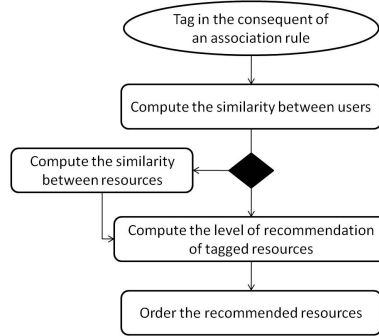 Tag in the consequent of
an association rule
Compute the similarity between users
Compute the similarity
between resources
Compute the level of recommendation
of tagged resources
Order the recommended resources